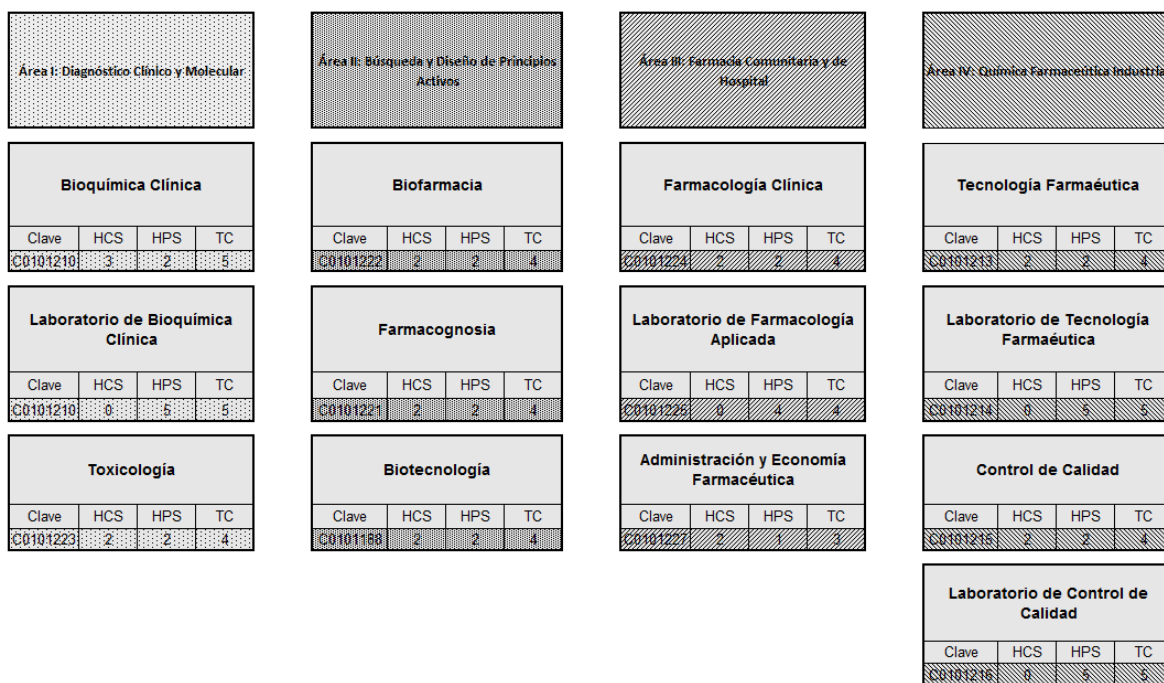 Área I: Diagnóstico Clínico y Molecular
Área II: Búsqueda y Diseño de Principios
Activos
Área III: Farmacia Comunitaria y de
Hospital
Área IV: Química Farmaceútica Industria
Bioquímica Clínica
Clave HCS HPS TC
C0101210 3 2 5
Biofarmacia
Clave HCS HPS TC
C0101222 2 2 4
Farmacología Clínica
Clave HCS HPS TC
C0101224 2 2 4
Tecnología Farmaéutica
Clave HCS HPS TC
C0101213 2 2 4
Laboratorio de Bioquímica
Clínica
Clave HCS HPS TC
C0101210 0 5 5
Farmacognosia
Clave HCS HPS TC
C0101221 2 2 4
Laboratorio de Farmacología
Aplicada
Clave HCS HPS TC
C0101226 0 4 4
Laboratorio de Tecnología
Farmaéutica
Clave HCS HPS TC
C0101214 0 5 5
Toxicología
Clave HCS HPS TC
C0101223 2 2 4
Biotecnología
Clave HCS HPS TC
C0101188 2 2 4
Administración y Economía
Farmacéutica
Clave HCS HPS TC
C0101227 2 1 3
Control de Calidad
Clave HCS HPS TC
C0101215 2 2 4
Laboratorio de Control de
Calidad
Clave HCS HPS TC
C0101216 0 5 5